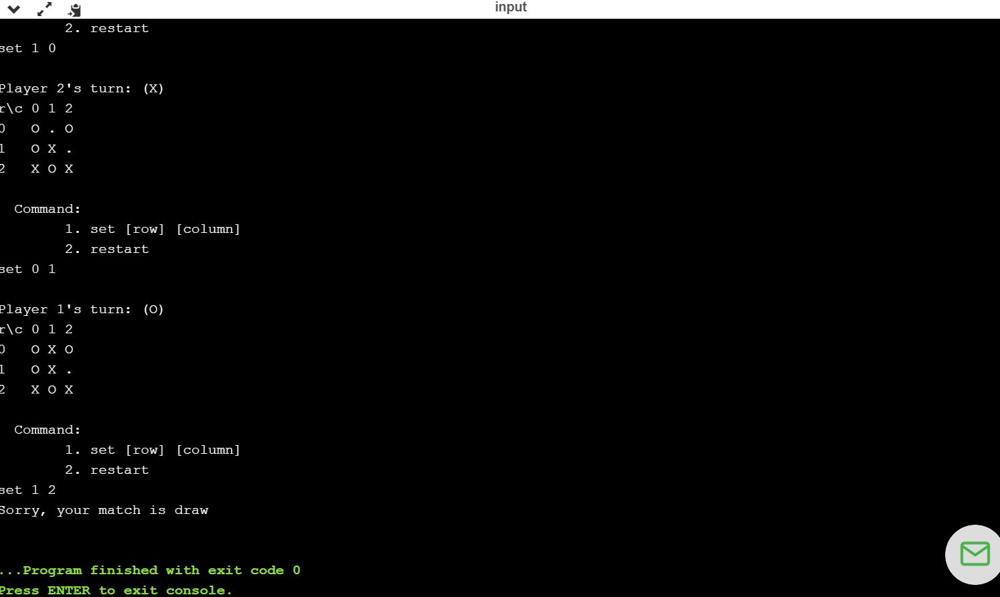 input
2. restart
set 1 0
Player 2's turn: (X)
r\c 0 1 2
0   O . O
1   O X .
2   X O X
Command:
1. set [row] [column]
2. restart
set 0 1
Player 1's turn: (O)
r\c 0 1 2
0   O X O
1   O X .
2   X O X
Command:
1. set [row] [column]
2. restart
set 1 2
Sorry, your match is draw
...Program finished with exit code 0
Press ENTER to exit console.